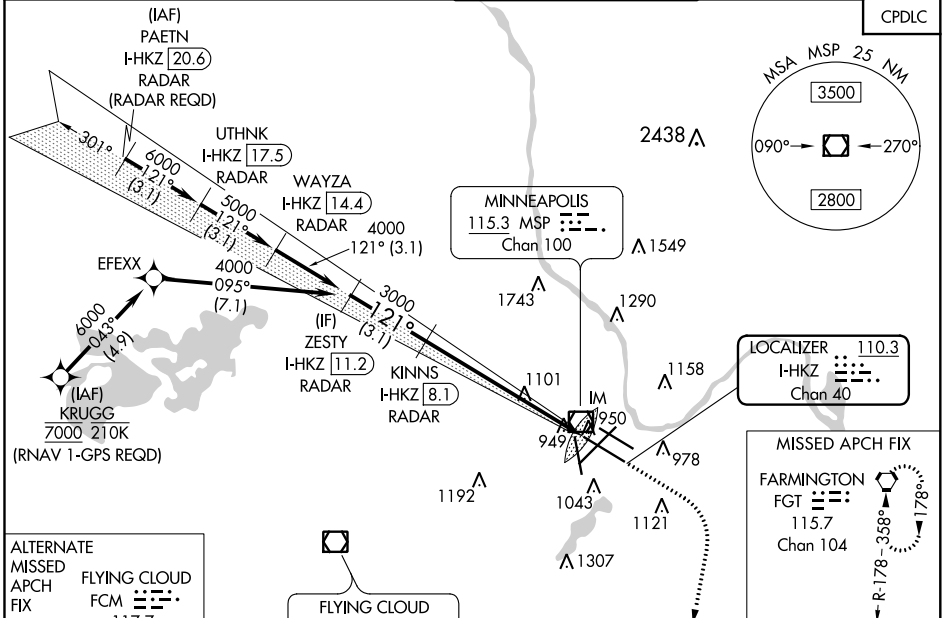 (IAF)
PAETN
I-HKZ 20.6
RADAR
(RADAR REQD)
UTHNK
I-HKZ 17.5
RADAR
WAYZA
I-HKZ 14.4
RADAR
301°
6000
121°
(3.1)
5000
121°
(3.1)
4000
121° (3.1)
EFEXX
4000
095°
(7.1)
6000
043°
(4.9)
(IAF)
KRUGG
7000 210K
(RNAV 1-GPS REQD)
3000
121°
(3.1)
(IF)
ZESTY
I-HKZ 11.2
RADAR
KINNS
I-HKZ 8.1
RADAR
MINNEAPOLIS
115.3 MSP
Chan 100
2438
1549
1743
1290
1158
1101
IM
950
949
978
1192
1043
1121
1307
CPDLC
MSA MSP 25 NM
3500
090°
270°
2800
LOCALIZER 110.3
I-HKZ
Chan 40
MISSED APCH FIX
FARMINGTON
FGT
115.7
Chan 104
R-178
358°
178°
ALTERNATE
MISSED
APCH
FIX
FLYING CLOUD
FCM
FLYING CLOUD